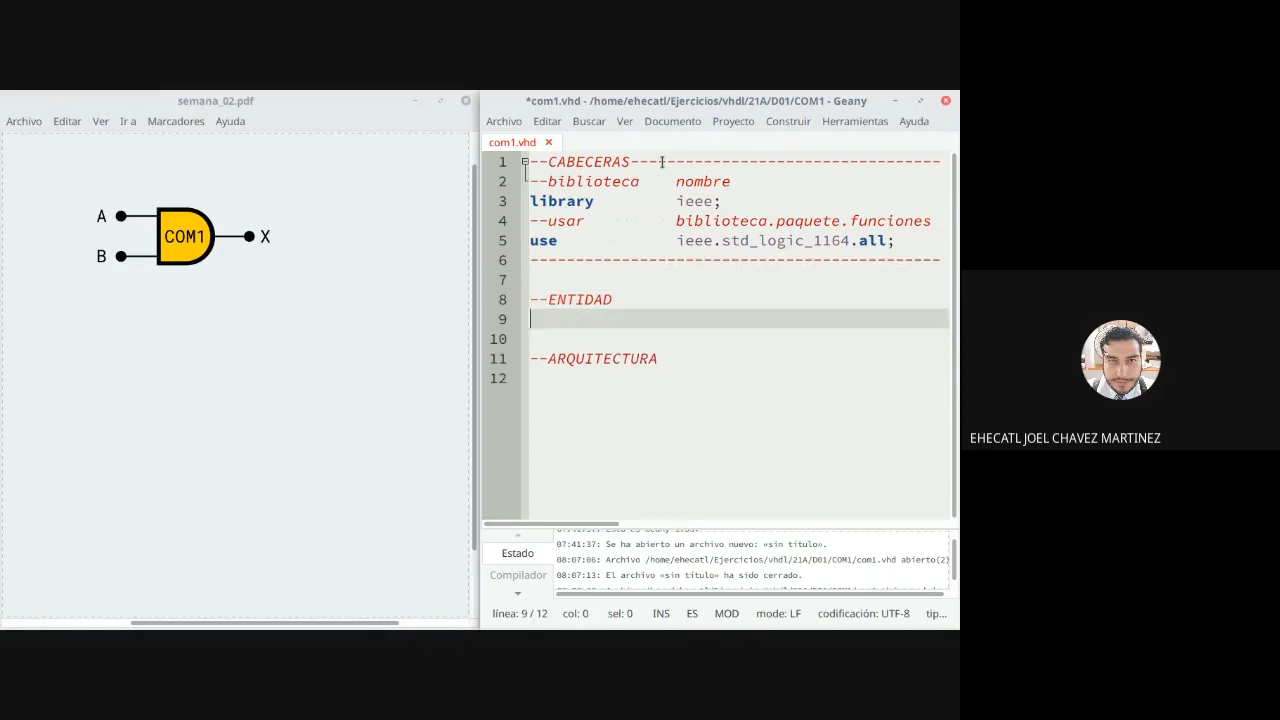 semana_02.pdf
Archivo Editar Ver Ir a Marcadores Ayuda
A
COM1
X
B
*com1.vhd - /home/ehecatl/Ejercicios/vhdl/21A/D01/COM1 - Geany
Archivo Editar Buscar Ver Documento Proyecto Construir Herramientas Ayuda
com1.vhd
1 --CABECERAS----------------------------------
2 --biblioteca nombre
3 library ieee;
4 --usar biblioteca.paquete.funciones
5 use ieee.std_logic_1164.all;
6 ---------------------------------------------
7
8 --ENTIDAD
9
10
11 --ARQUITECTURA
12
Estado
Compilador
07:41:37: Se ha abierto un archivo nuevo: «sin título».
08:07:06: Archivo /home/ehecatl/Ejercicios/vhdl/21A/D01/COM1/com1.vhd abierto(2)
08:07:13: El archivo «sin título» ha sido cerrado.
línea: 9 / 12 col: 0 sel: 0 INS ES MOD mode: LF codificación: UTF-8 tip...
EHECATL JOEL CHAVEZ MARTINEZ